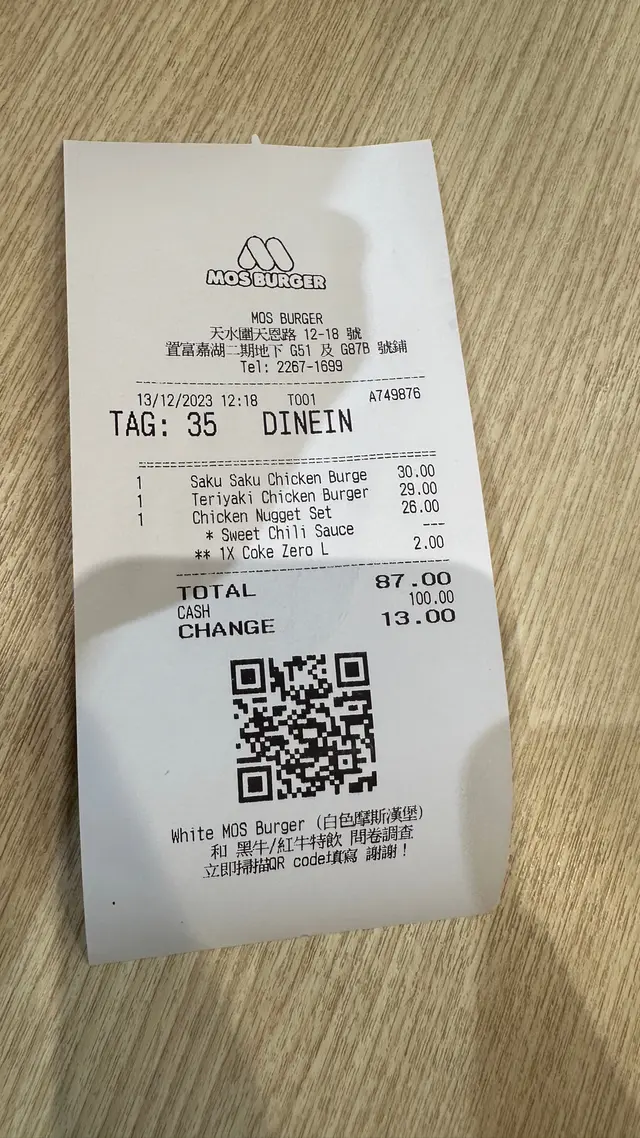 MOS BURGER
MOS BURGER
天水圍天恩路 12-18 號
置富嘉湖二期地下 G51 及 G87B 號鋪
Tel: 2267-1699
13/12/2023 12:18 T001 A749876
TAG: 35 DINEIN
1 Saku Saku Chicken Burge 30.00
1 Teriyaki Chicken Burger 29.00
1 Chicken Nugget Set 26.00
* Sweet Chili Sauce ---
** 1X Coke Zero L 2.00
TOTAL 87.00
CASH 100.00
CHANGE 13.00
White MOS Burger (白色摩斯漢堡)
和 黑牛/紅牛特飲 問卷調查
立即掃描QR code填寫 謝謝！